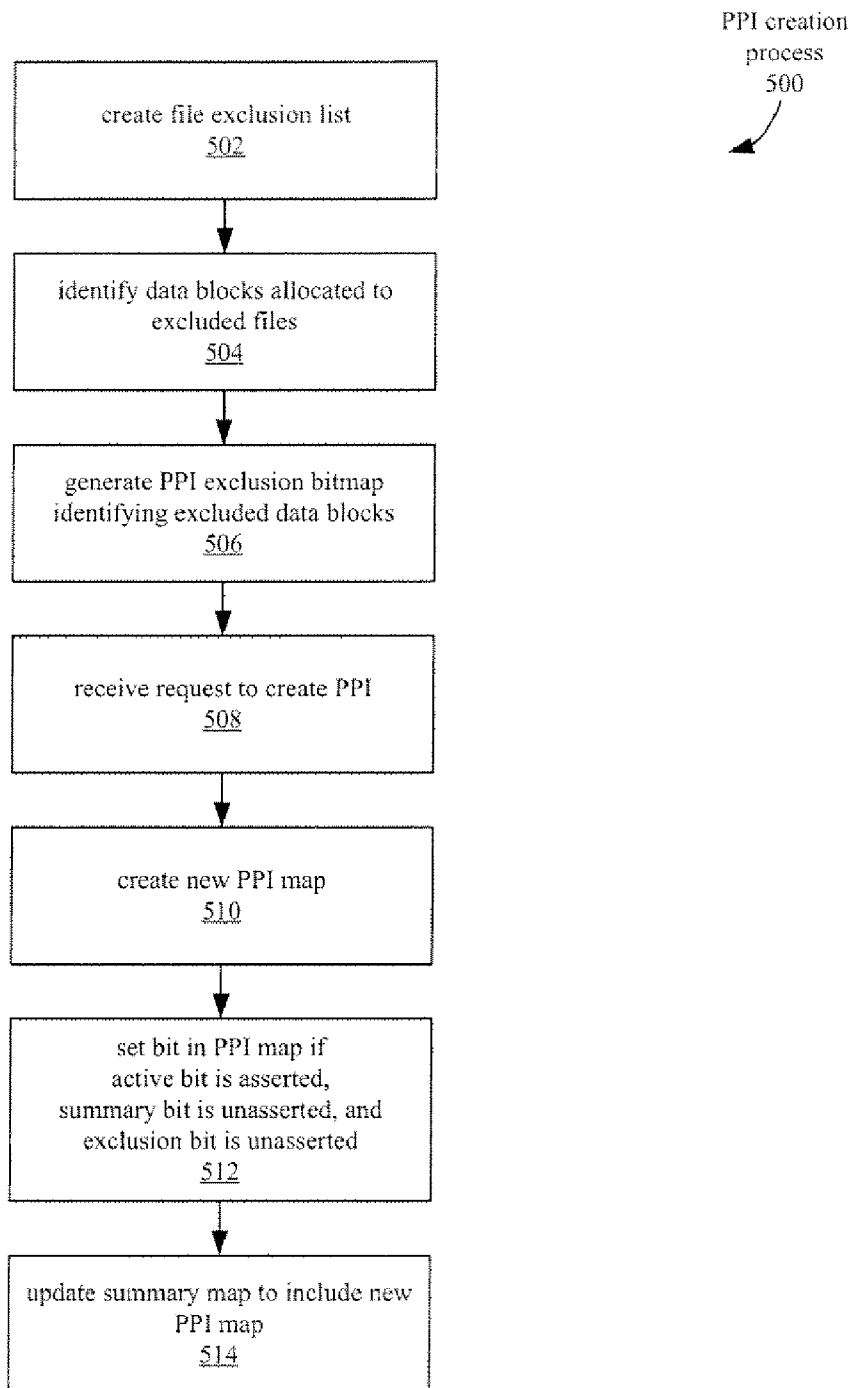 PPI creation
process
500
create file exclusion list
502
identify data blocks allocated to
excluded files
504
generate PPI exclusion bitmap
identifying excluded data blocks
506
receive request to create PPI
508
create new PPI map
510
set bit in PPI map if
active bit is asserted,
summary bit is unasserted, and
exclusion bit is unasserted
512
update summary map to include new
PPI map
514